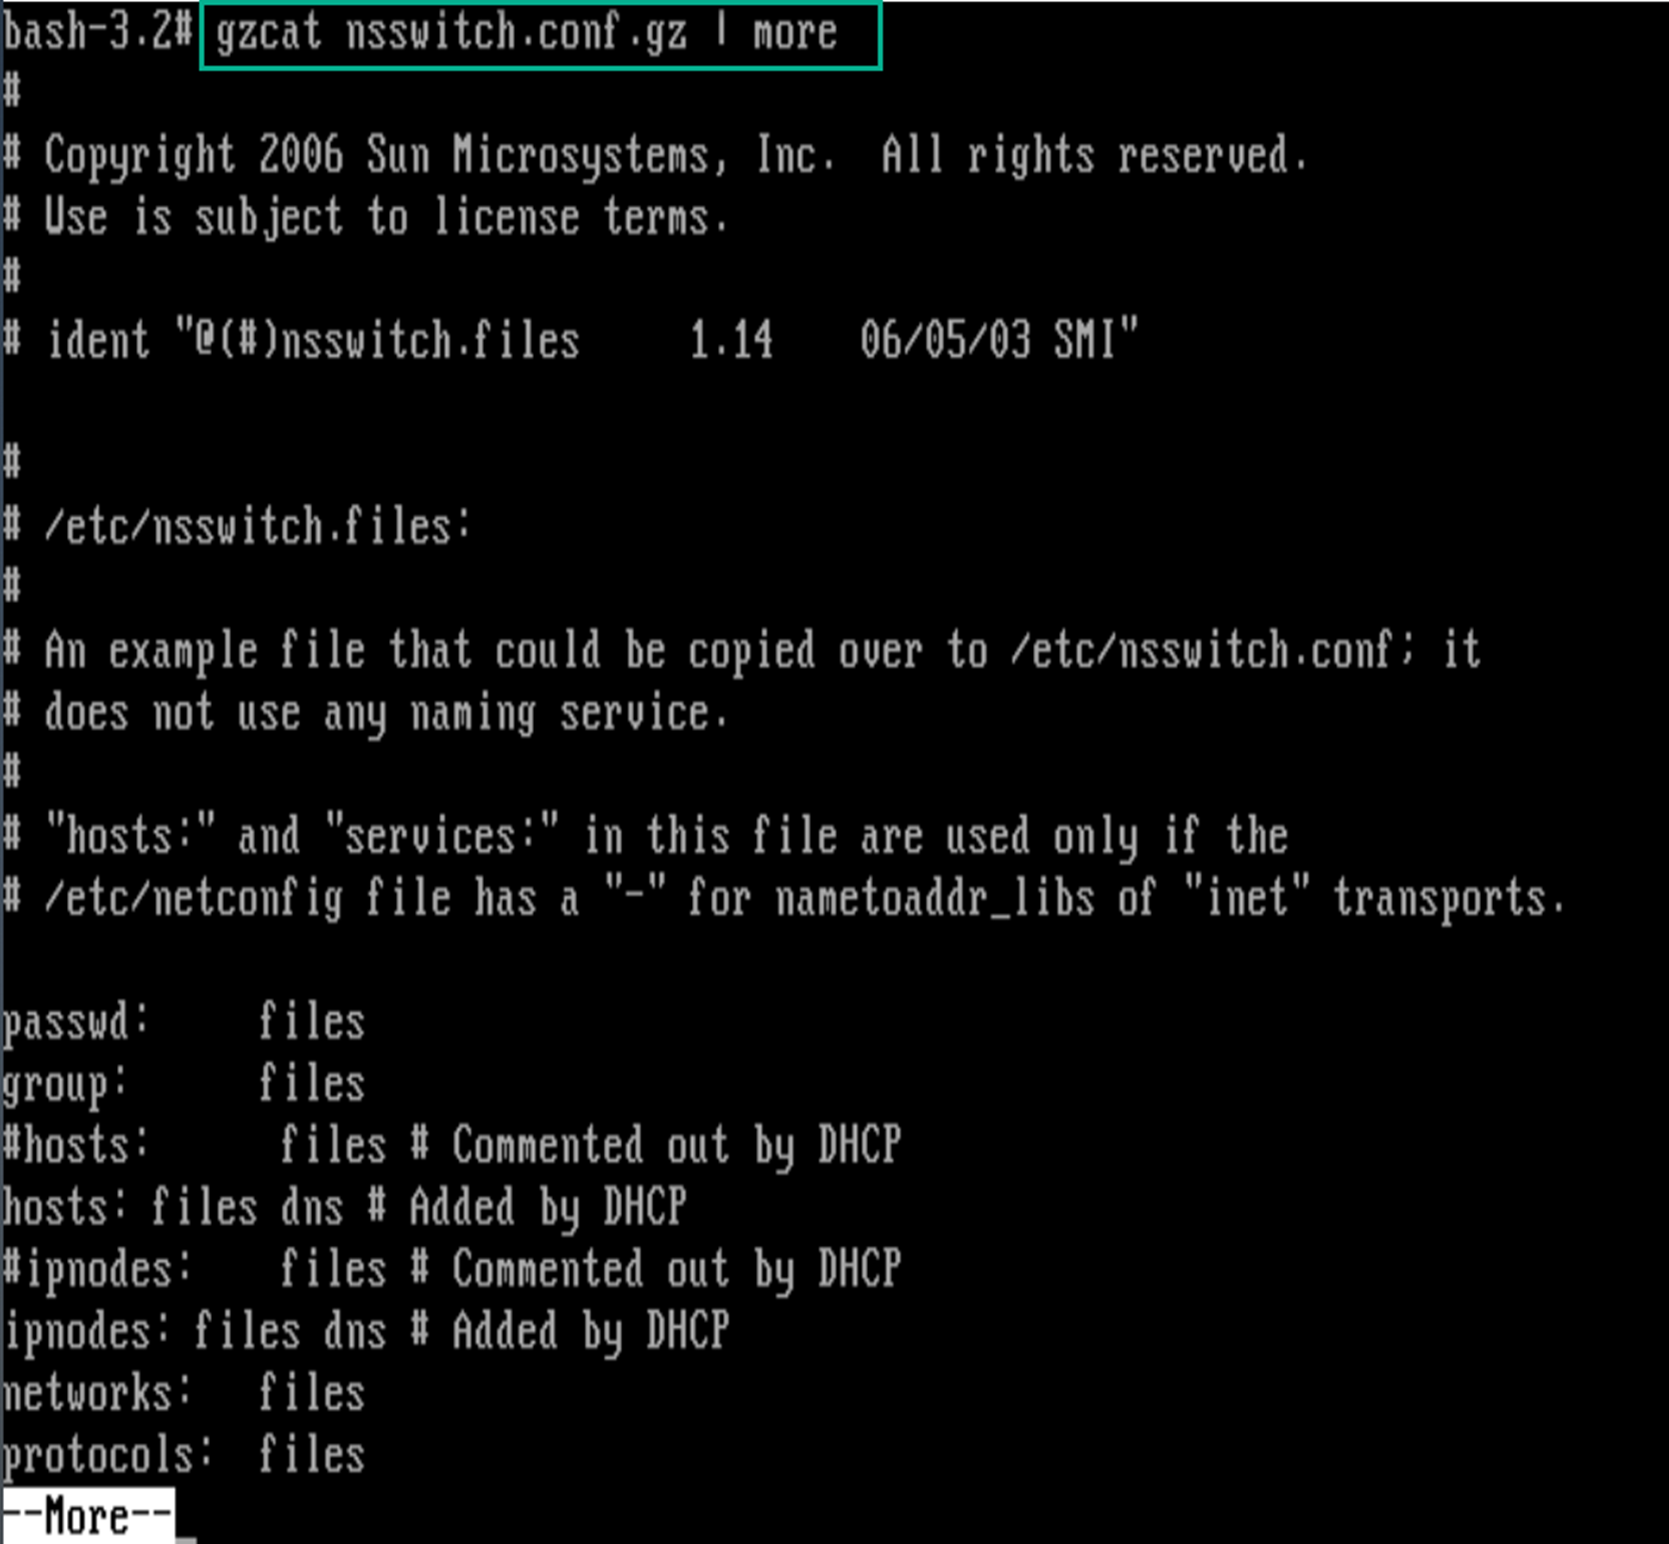 bash-3.2# gzcat nsswitch.conf.gz | more
#
# Copyright 2006 Sun Microsystems, Inc.  All rights reserved.
# Use is subject to license terms.
#
# ident "@(#)nsswitch.files     1.14    06/05/03 SMI"
#
# /etc/nsswitch.files:
#
# An example file that could be copied over to /etc/nsswitch.conf; it
# does not use any naming service.
#
# "hosts:" and "services:" in this file are used only if the
# /etc/netconfig file has a "-" for nametoaddr_libs of "inet" transports.
passwd:     files
group:      files
#hosts:      files # Commented out by DHCP
hosts: files dns # Added by DHCP
#ipnodes:    files # Commented out by DHCP
ipnodes: files dns # Added by DHCP
networks:   files
protocols:  files
--More--